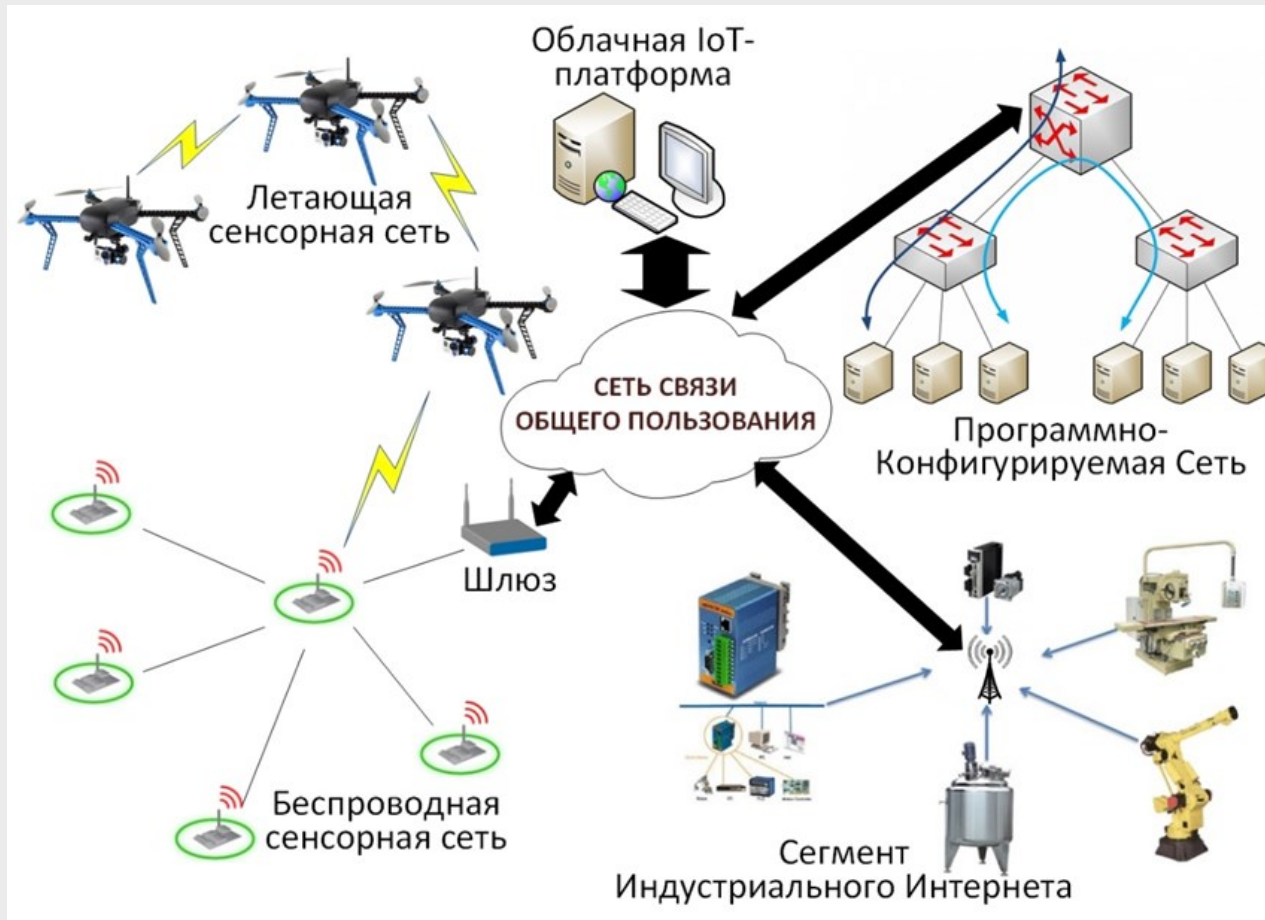 Облачная IoT-
платформа
Летающая
сенсорная сеть
СЕТЬ СВЯЗИ
ОБЩЕГО ПОЛЬЗОВАНИЯ
Программно-
Конфигурируемая Сеть
Шлюз
Беспроводная
сенсорная сеть
Сегмент
Индустриального Интернета